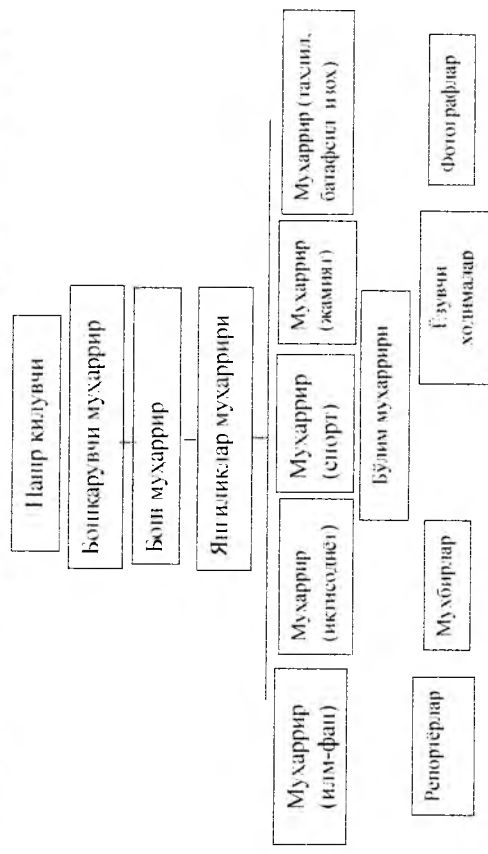 Нашр килувчи
Бошкарувчи мухаррир
Бош мухаррир
Янгиликлар мухаррири
Мухаррир
(илм-фан)
Мухаррир
(иктисодиёт)
Мухаррир
(спорт)
Мухаррир
(жамият)
Мухаррир (тахлил,
батафсил изох)
Бўлим мухаррири
Репортёрлар
Мухбирлар
Ёзувчи
ходималар
Фотографлар